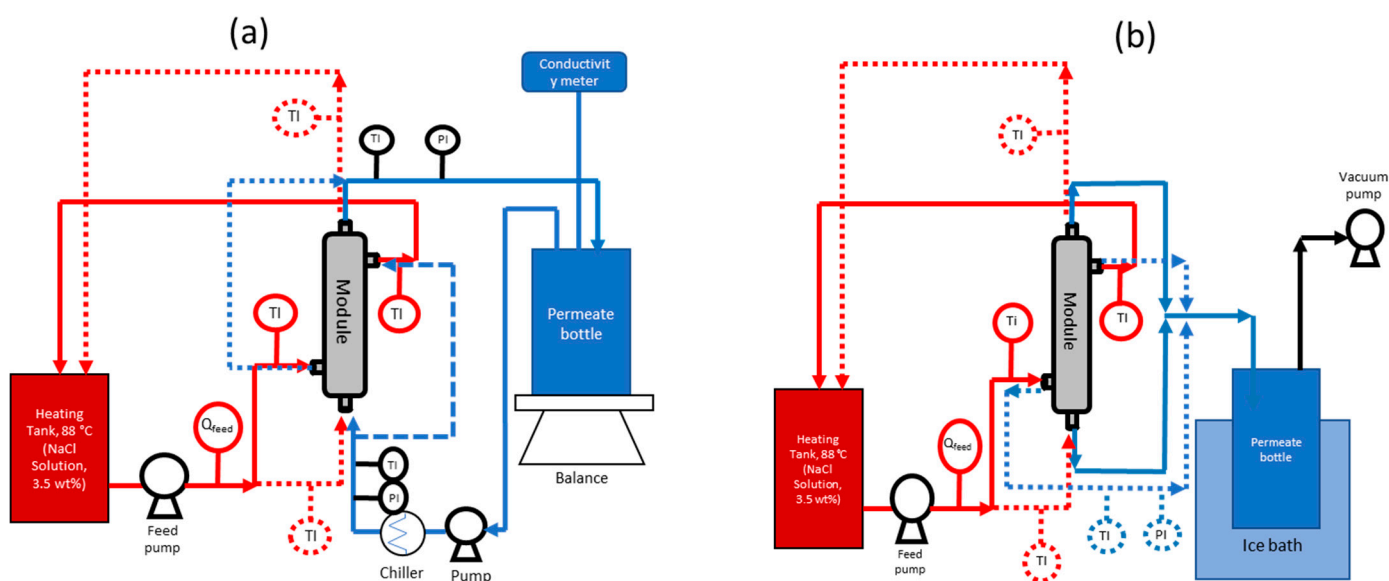 (a)
Conductivit
y meter
TI
TI
PI
Module
TI
TI
Permeate
bottle
Heating
Tank, 88 °C
(NaCl
Solution,
3.5 wt%)
Qfeed
Feed
pump
TI
TI
PI
Chiller
Pump
Balance
(b)
TI
Vacuum
pump
Module
Ti
TI
Heating
Tank, 88 °C
(NaCl
Solution,
3.5 wt%)
Qfeed
Feed
pump
TI
TI
PI
Permeate
bottle
Ice bath